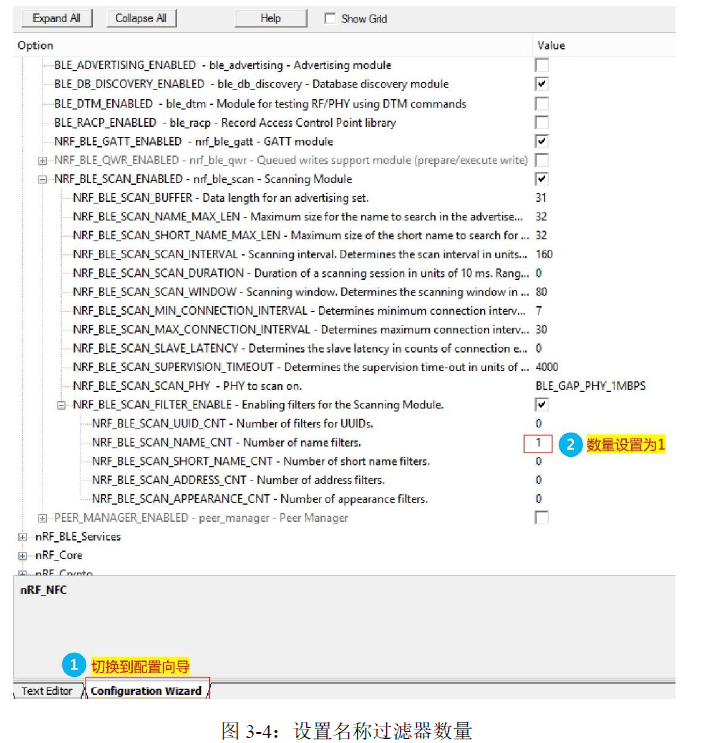 Expand All Collapse All Help Show Grid
Option Value
BLE_ADVERTISING_ENABLED - ble_advertising - Advertising module
BLE_DB_DISCOVERY_ENABLED - ble_db_discovery - Database discovery module
BLE_DTM_ENABLED - ble_dtm - Module for testing RF/PHY using DTM commands
BLE_RACP_ENABLED - ble_racp - Record Access Control Point library
NRF_BLE_GATT_ENABLED - nrf_ble_gatt - GATT module
NRF_BLE_QWR_ENABLED - nrf_ble_qwr - Queued writes support module (prepare/execute write)
NRF_BLE_SCAN_ENABLED - nrf_ble_scan - Scanning Module
NRF_BLE_SCAN_BUFFER - Data length for an advertising set. 31
NRF_BLE_SCAN_NAME_MAX_LEN - Maximum size for the name to search in the advertise... 32
NRF_BLE_SCAN_SHORT_NAME_MAX_LEN - Maximum size of the short name to search for ... 32
NRF_BLE_SCAN_SCAN_INTERVAL - Scanning interval. Determines the scan interval in units... 160
NRF_BLE_SCAN_SCAN_DURATION - Duration of a scanning session in units of 10 ms. Rang... 0
NRF_BLE_SCAN_SCAN_WINDOW - Scanning window. Determines the scanning window in ... 80
NRF_BLE_SCAN_MIN_CONNECTION_INTERVAL - Determines minimum connection interv... 7
NRF_BLE_SCAN_MAX_CONNECTION_INTERVAL - Determines maximum connection interv... 30
NRF_BLE_SCAN_SLAVE_LATENCY - Determines the slave latency in counts of connection e... 0
NRF_BLE_SCAN_SUPERVISION_TIMEOUT - Determines the supervision time-out in units of ... 4000
NRF_BLE_SCAN_SCAN_PHY - PHY to scan on. BLE_GAP_PHY_1MBPS
NRF_BLE_SCAN_FILTER_ENABLE - Enabling filters for the Scanning Module.
NRF_BLE_SCAN_UUID_CNT - Number of filters for UUIDs. 0
NRF_BLE_SCAN_NAME_CNT - Number of name filters. 1 2 数量设置为1
NRF_BLE_SCAN_SHORT_NAME_CNT - Number of short name filters. 0
NRF_BLE_SCAN_ADDRESS_CNT - Number of address filters. 0
NRF_BLE_SCAN_APPEARANCE_CNT - Number of appearance filters. 0
PEER_MANAGER_ENABLED - peer_manager - Peer Manager
nRF_BLE_Services
nRF_Core
nRF_Crypto
nRF_NFC
1 切换到配置向导
Text Editor Configuration Wizard
图 3-4：设置名称过滤器数量